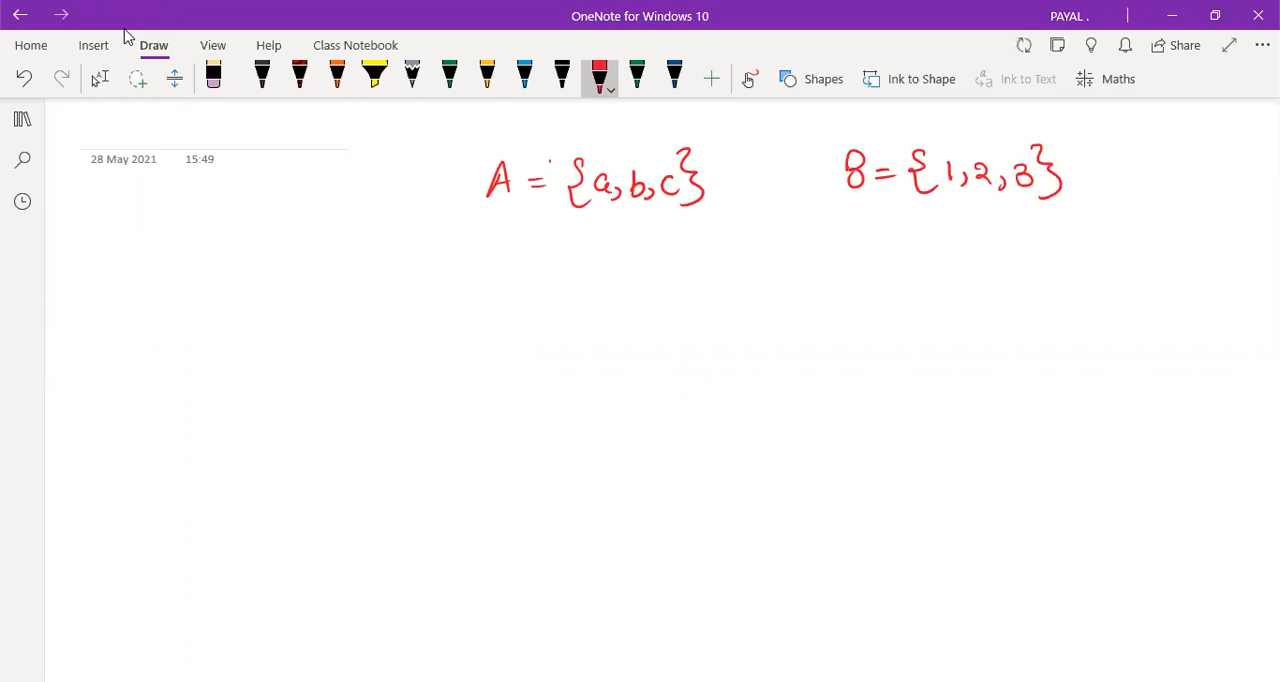 OneNote for Windows 10 PAYAL .
Home Insert Draw View Help Class Notebook Share
Shapes Ink to Shape Ink to Text Maths
28 May 2021 15:49
A = {a, b, c} B = {1, 2, 3}